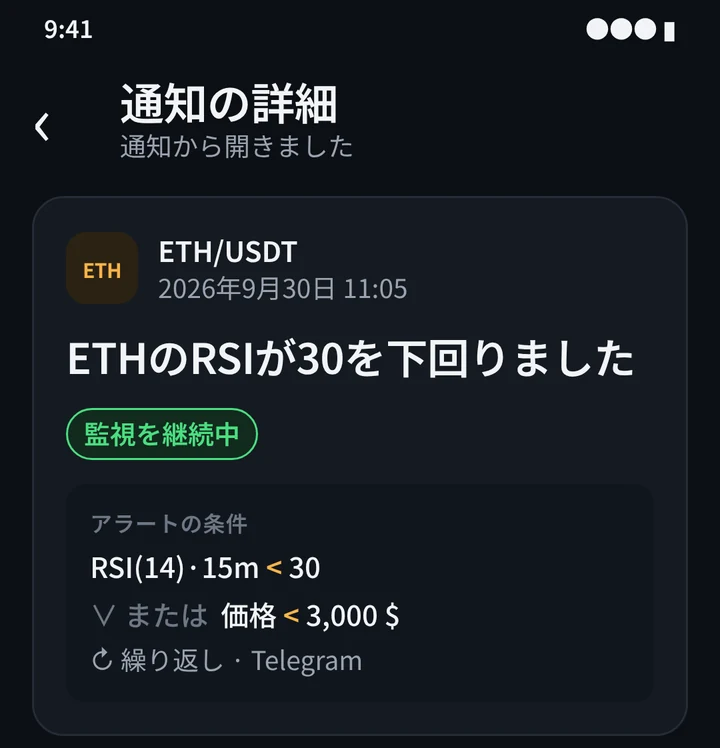 9:41
通知の詳細
通知から開きました
ETH
ETH/USDT
2026年9月30日 11:05
ETHのRSIが30を下回りました
監視を継続中
アラートの条件
RSI(14)·15m < 30
∨ または 価格 < 3,000 $
↻ 繰り返し · Telegram